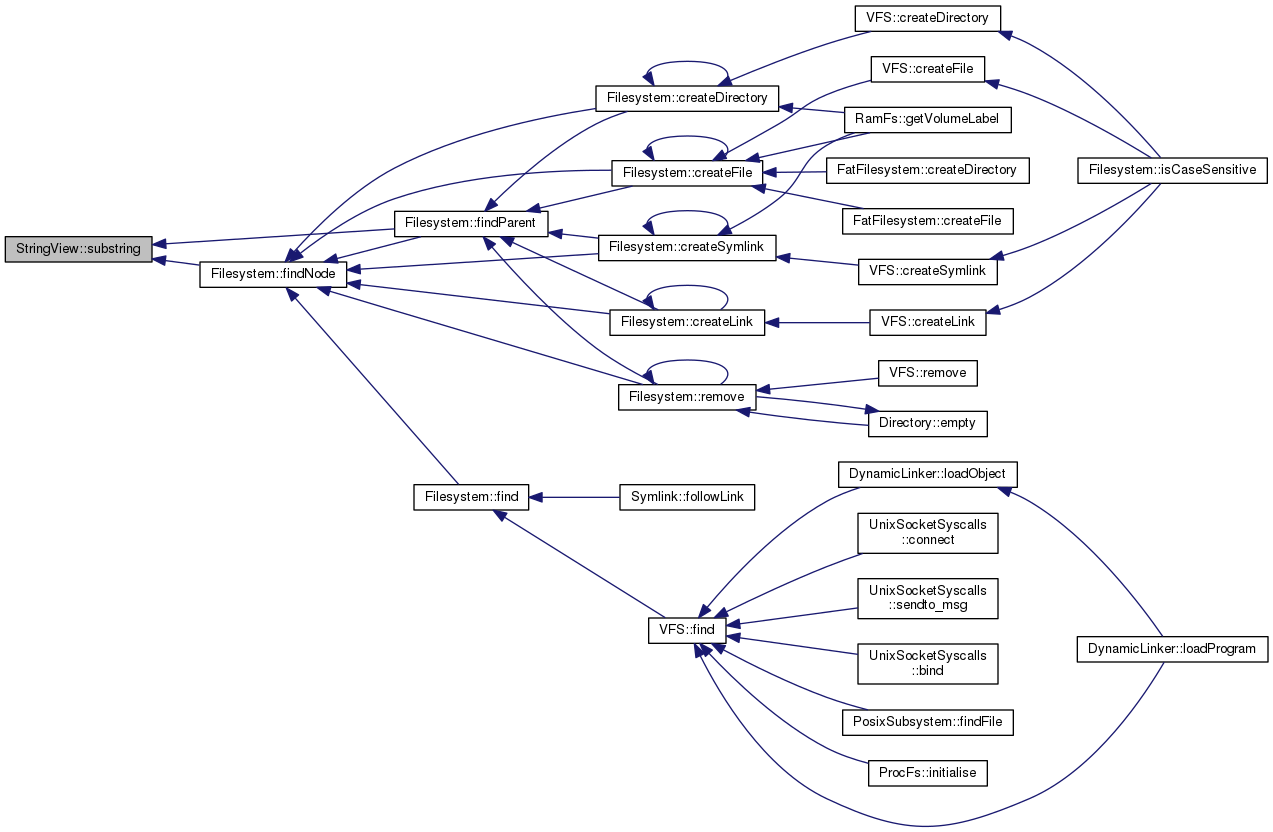 VFS::createDirectory
VFS::createFile
Filesystem::createDirectory
RamFs::getVolumeLabel
Filesystem::createFile
FatFilesystem::createDirectory
Filesystem::isCaseSensitive
Filesystem::findParent
FatFilesystem::createFile
StringView::substring
Filesystem::createSymlink
Filesystem::findNode
VFS::createSymlink
Filesystem::createLink
VFS::createLink
VFS::remove
Filesystem::remove
Directory::empty
DynamicLinker::loadObject
Filesystem::find
Symlink::followLink
UnixSocketSyscalls
::connect
UnixSocketSyscalls
::sendto_msg
VFS::find
DynamicLinker::loadProgram
UnixSocketSyscalls
::bind
PosixSubsystem::findFile
ProcFs::initialise